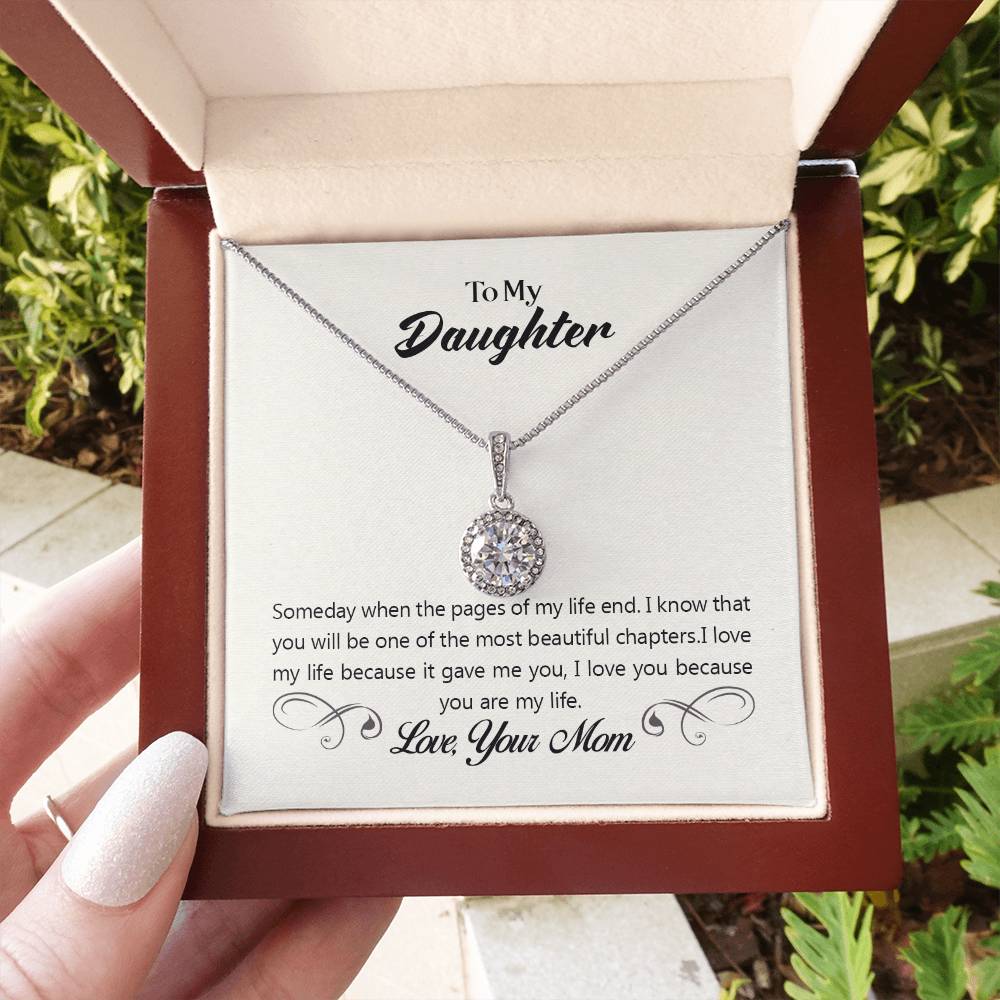 To My
Daughter
Someday when the pages of my life end. I know that
you will be one of the most beautiful chapters.I love
my life because it gave me you, I love you because
you are my life.
Love, Your Mom